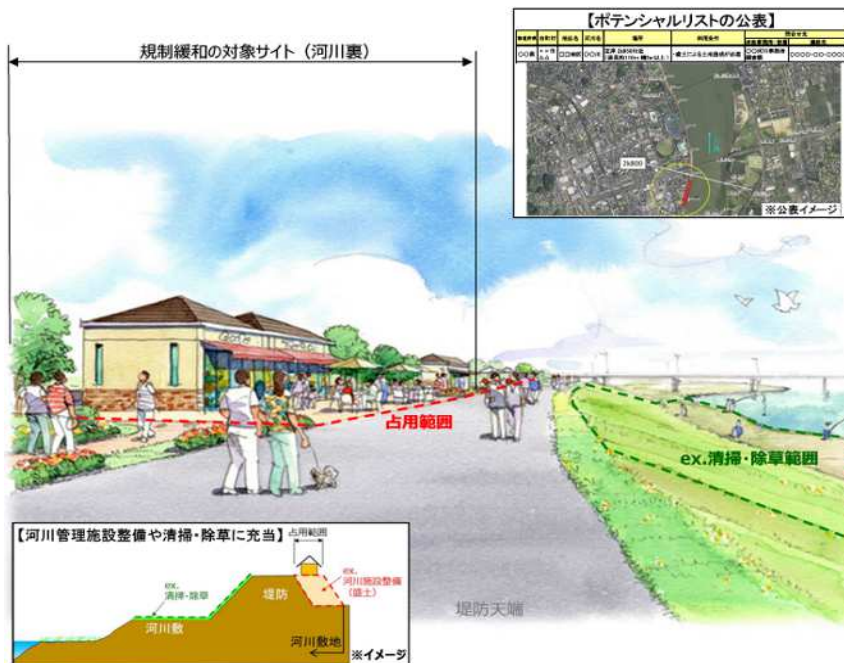 【ポテンシャルリストの公表】
規制緩和の対象サイト（河川裏）
2k800
※公表イメージ
占用範囲
ex.清掃・除草範囲
【河川管理施設整備や清掃・除草に充当】
占用範囲
ex.
清掃・除草
ex.
河川施設整備
（盛土）
堤防
河川敷
河川敷地
※イメージ
堤防天端